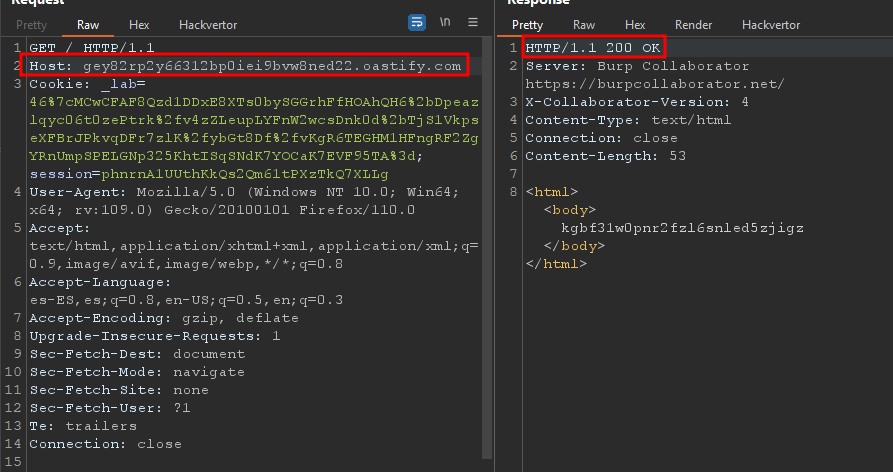 Request
Response
Pretty Raw Hex Hackvertor
\n
Pretty Raw Hex Render Hackvertor
1 GET / HTTP/1.1
2 Host: gey82rp2y66312bp0iei9bvw8ned22.oastify.com
3 Cookie: _lab=
46%7cMCwCFAF8Qzd1DDxE8XTs0bySGGrhFfHOAhQH6%2bDpeaz
lqyc06t0zePtrk%2fv4zZLeupLYFnW2wcsDnk0d%2bTjS1Vkps
eXFBrJPkvqDFr7zlK%2fybGt8Df%2fvKgR6TEGHMlHFngRF2Zg
YRnUmpSPELGNp325KhtISqSNdK7YOCaK7EVF95TA%3d;
session=phnrnA1UUthKkQs2Qm6ltPXzTkQ7XLLg
4 User-Agent: Mozilla/5.0 (Windows NT 10.0; Win64;
x64; rv:109.0) Gecko/20100101 Firefox/110.0
5 Accept:
text/html,application/xhtml+xml,application/xml;q=
0.9,image/avif,image/webp,*/*;q=0.8
6 Accept-Language:
es-ES,es;q=0.8,en-US;q=0.5,en;q=0.3
7 Accept-Encoding: gzip, deflate
8 Upgrade-Insecure-Requests: 1
9 Sec-Fetch-Dest: document
10 Sec-Fetch-Mode: navigate
11 Sec-Fetch-Site: none
12 Sec-Fetch-User: ?1
13 Te: trailers
14 Connection: close
15
1 HTTP/1.1 200 OK
2 Server: Burp Collaborator
https://burpcollaborator.net/
3 X-Collaborator-Version: 4
4 Content-Type: text/html
5 Connection: close
6 Content-Length: 53
7
8 <html>
<body>
kgbf31w0pnr2fzl6snled5zjigz
</body>
</html>